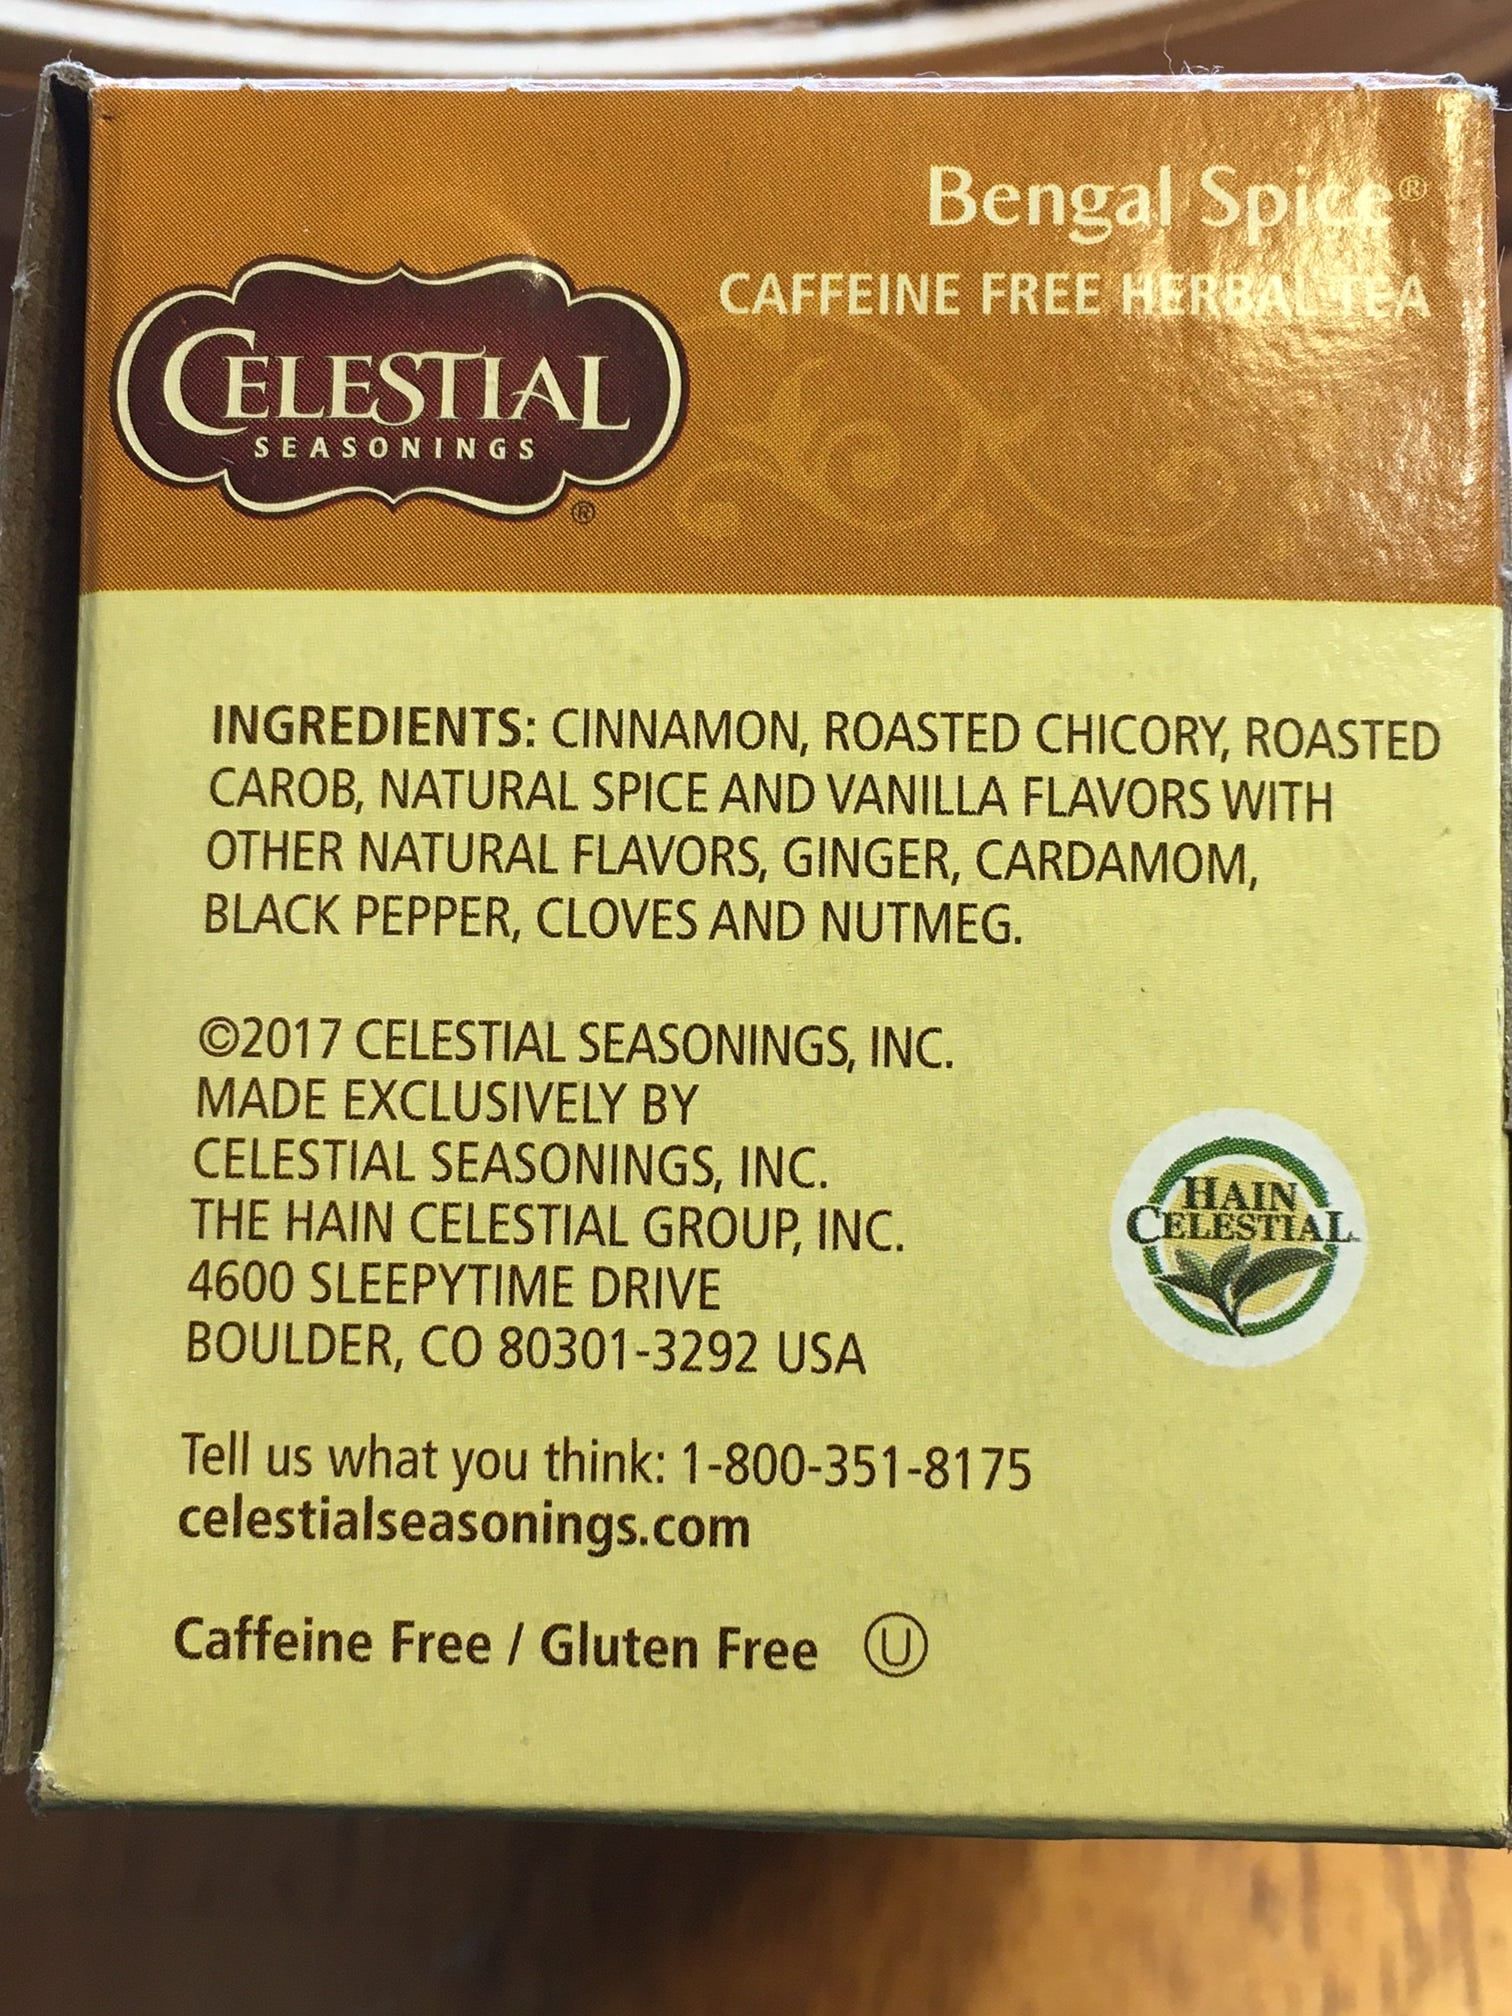 Bengal Spice®
CAFFEINE FREE HERBAL TEA
CELESTIAL
SEASONINGS
®
INGREDIENTS: CINNAMON, ROASTED CHICORY, ROASTED
CAROB, NATURAL SPICE AND VANILLA FLAVORS WITH
OTHER NATURAL FLAVORS, GINGER, CARDAMOM,
BLACK PEPPER, CLOVES AND NUTMEG.
©2017 CELESTIAL SEASONINGS, INC.
MADE EXCLUSIVELY BY
CELESTIAL SEASONINGS, INC.
THE HAIN CELESTIAL GROUP, INC.
4600 SLEEPYTIME DRIVE
BOULDER, CO 80301-3292 USA
HAIN
CELESTIAL
Tell us what you think: 1-800-351-8175
celestialseasonings.com
Caffeine Free / Gluten Free Ⓤ